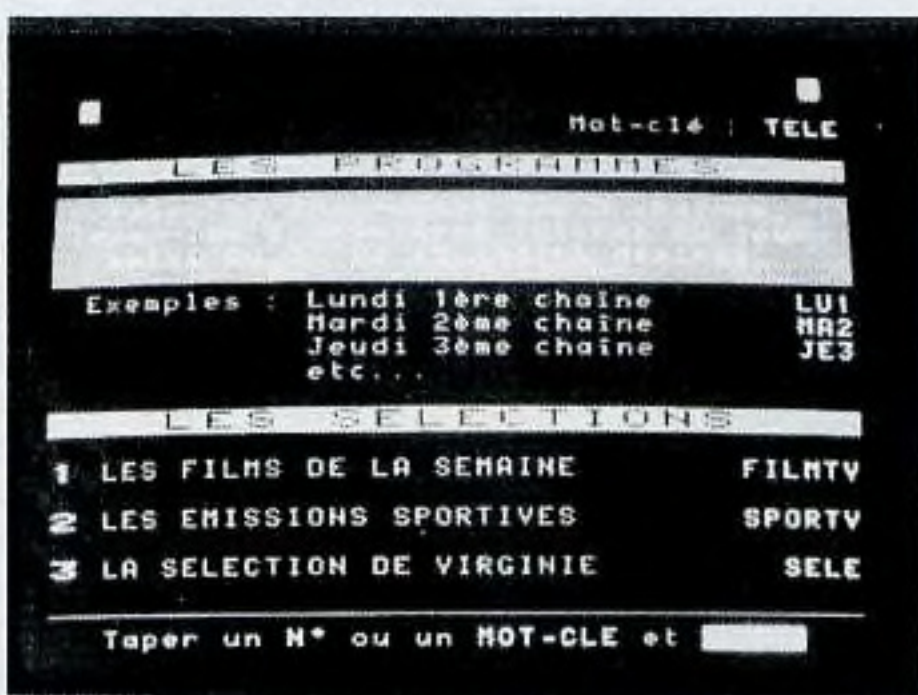 Mot-clé : TELE
LES PROGRAMMES
Exemples : Lundi 1ère chaîne LU1
Mardi 2ème chaîne MA2
Jeudi 3ème chaîne JE3
etc...
LES SELECTIONS
1 LES FILMS DE LA SEMAINE FILMTV
2 LES EMISSIONS SPORTIVES SPORTV
3 LA SELECTION DE VIRGINIE SELE
Taper un N° ou un MOT-CLE et